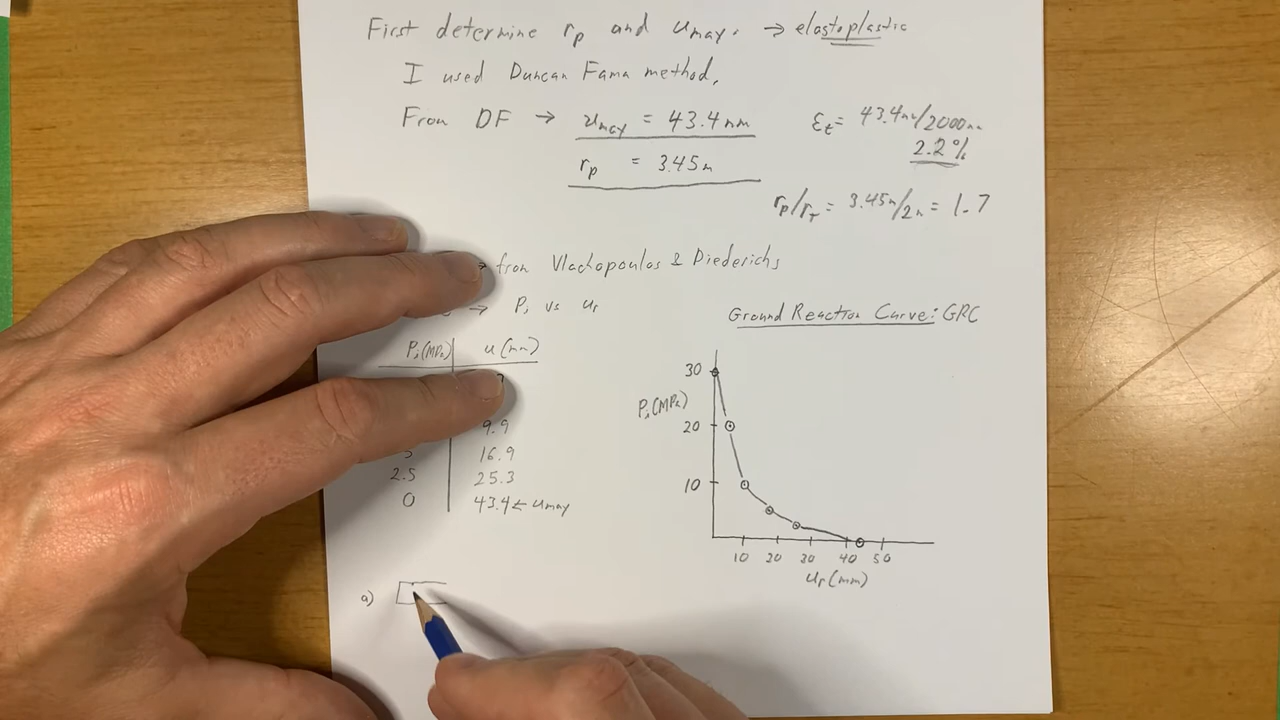 First determine rp and umax. → elastoplastic
I used Duncan Fama method,
From DF → umax = 43.4mm
rp = 3.45m
εt = 43.4mm/2000mm
2.2%
rp/rT = 3.45m/2m = 1.7
from Vlachopoulos & Diederichs
→ Pi vs ur
Pi(MPa) u(mm)
9.9
5 16.9
2.5 25.3
0 43.4 ← umax
Ground Reaction Curve: GRC
30
Pi(MPa)
20
10
10 20 30 40 50
ur(mm)
a)